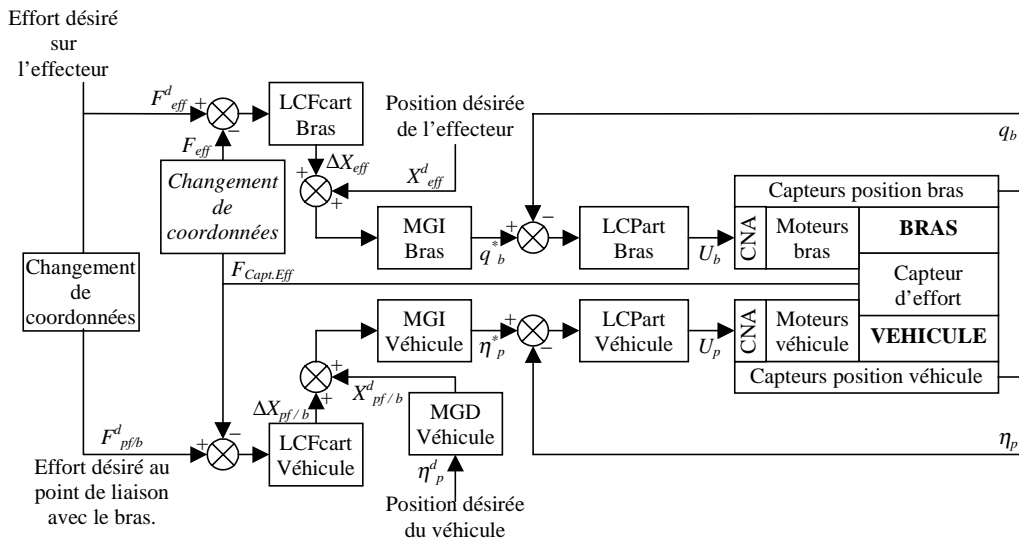 Effort désiré
sur
l'effecteur
F^d_eff
+
−
F_eff
LCFcart
Bras
Position désirée
de l'effecteur
ΔX_eff
X^d_eff
+
+
Changement
de
coordonnées
MGI
Bras
q^*_b
+
−
LCPart
Bras
U_b
Capteurs position bras
CNA
Moteurs
bras
BRAS
q_b
Changement
de
coordonnées
F_Capt.Eff
Capteur
d'effort
MGI
Véhicule
η^*_p
+
−
LCPart
Véhicule
U_p
CNA
Moteurs
véhicule
VEHICULE
Capteurs position véhicule
+
+
X^d_pf/b
ΔX_pf/b
MGD
Véhicule
F^d_pf/b
+
−
LCFcart
Véhicule
η^d_p
η_p
Effort désiré au
point de liaison
avec le bras.
Position désirée
du véhicule